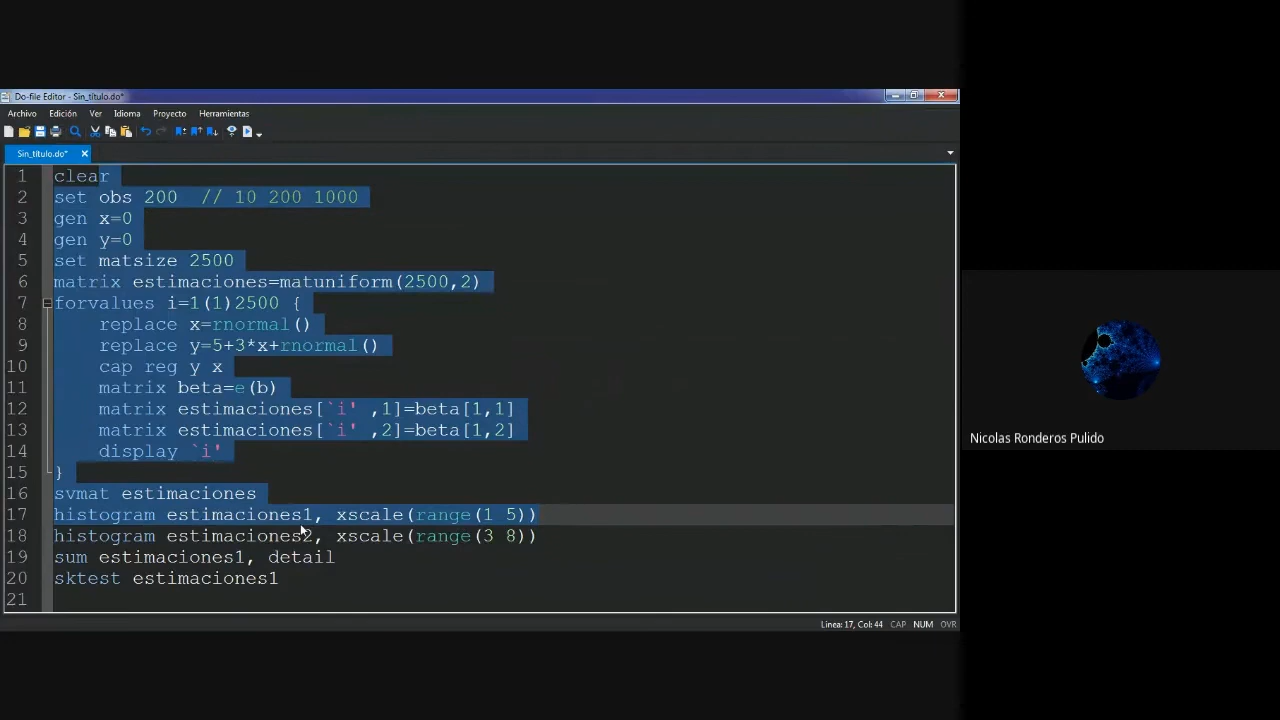 Do-file Editor - Sin_título.do*
Archivo Edición Ver Idioma Proyecto Herramientas
Sin_título.do*
1 clear
2 set obs 200 // 10 200 1000
3 gen x=0
4 gen y=0
5 set matsize 2500
6 matrix estimaciones=matuniform(2500,2)
7 forvalues i=1(1)2500 {
8 replace x=rnormal()
9 replace y=5+3*x+rnormal()
10 cap reg y x
11 matrix beta=e(b)
12 matrix estimaciones[`i' ,1]=beta[1,1]
13 matrix estimaciones[`i' ,2]=beta[1,2]
14 display `i'
15 }
16 svmat estimaciones
17 histogram estimaciones1, xscale(range(1 5))
18 histogram estimaciones2, xscale(range(3 8))
19 sum estimaciones1, detail
20 sktest estimaciones1
21
Línea: 17, Col: 44 CAP NUM OVR
Nicolas Ronderos Pulido